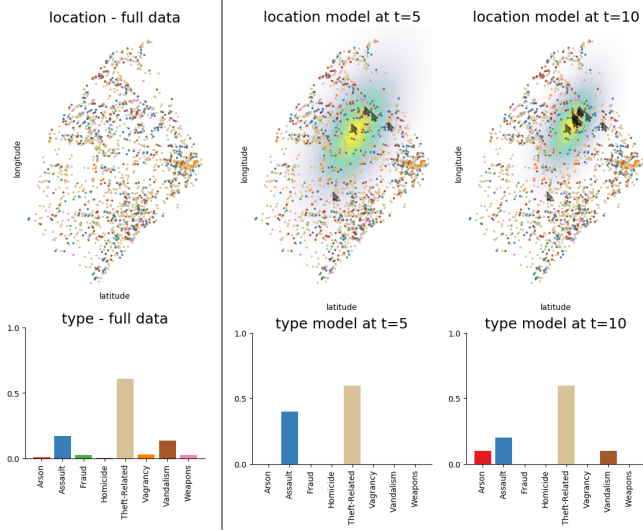 location - full data
location model at t=5
location model at t=10
longitude
longitude
longitude
latitude
latitude
latitude
type - full data
type model at t=5
type model at t=10
1.0
0.5
0.0
Arson
Assault
Fraud
Homicide
Theft-Related
Vagrancy
Vandalism
Weapons
1.0
0.5
0.0
Arson
Assault
Fraud
Homicide
Theft-Related
Vagrancy
Vandalism
Weapons
1.0
0.5
0.0
Arson
Assault
Fraud
Homicide
Theft-Related
Vagrancy
Vandalism
Weapons